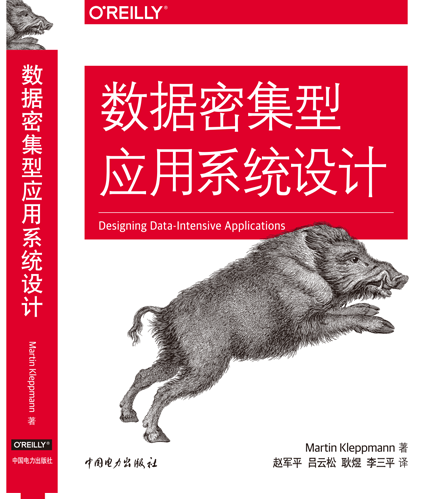 数据密集型应用系统设计
Martin Kleppmann 著
O'REILLY®
中国电力出版社
O'REILLY®
数据密集型
应用系统设计
Designing Data-Intensive Applications
Martin Kleppmann 著
赵军平 吕云松 耿煜 李三平 译
中国电力出版社